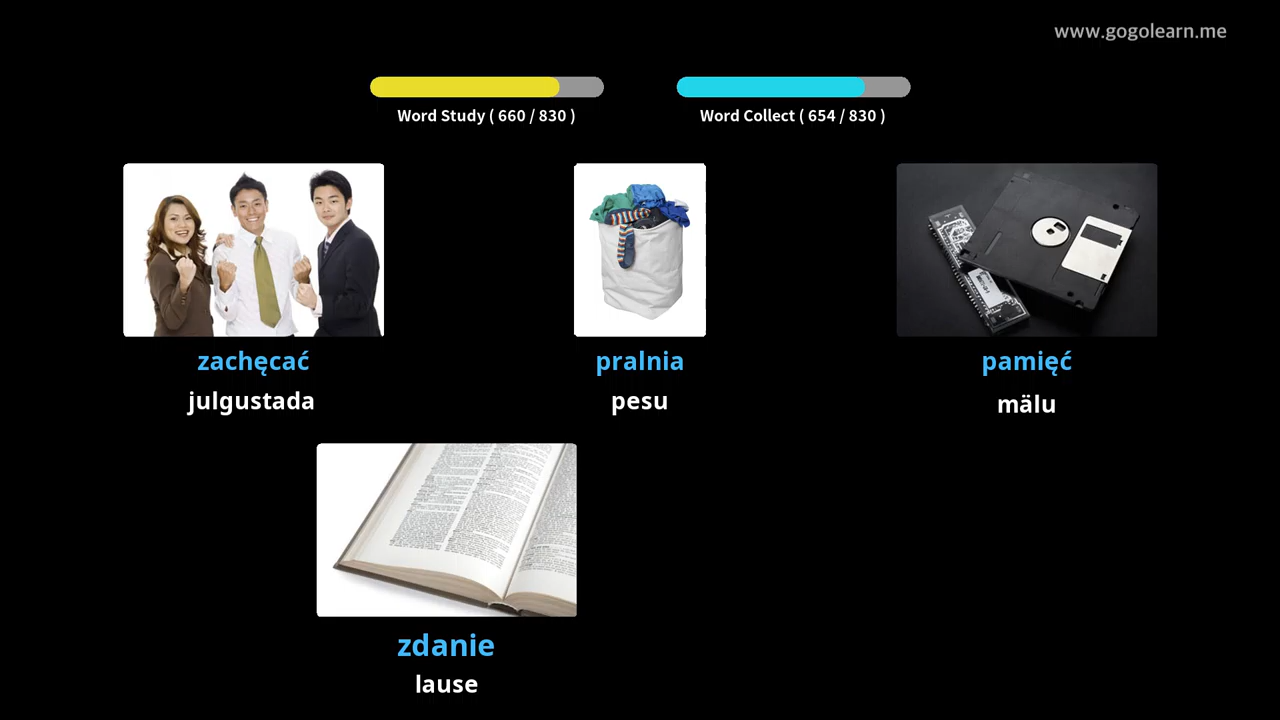 www.gogolearn.me
Word Study ( 660 / 830 )
Word Collect ( 654 / 830 )
zachęcać
julgustada
pralnia
pesu
pamięć
mälu
zdanie
lause